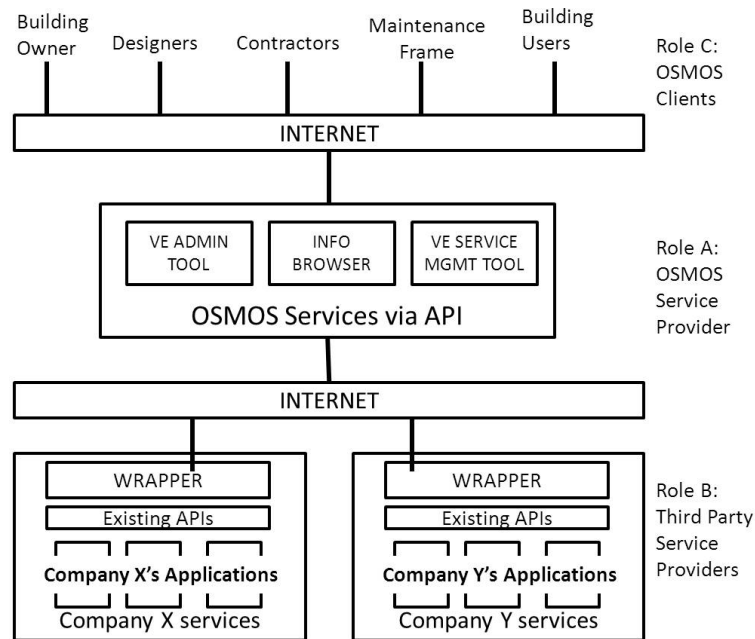 Building
Owner
Designers
Contractors
Maintenance
Frame
Building
Users
Role C:
OSMOS
Clients
INTERNET
VE ADMIN
TOOL
INFO
BROWSER
VE SERVICE
MGMT TOOL
OSMOS Services via API
Role A:
OSMOS
Service
Provider
INTERNET
WRAPPER
Existing APIs
Company X's Applications
Company X services
WRAPPER
Existing APIs
Company Y's Applications
Company Y services
Role B:
Third Party
Service
Providers